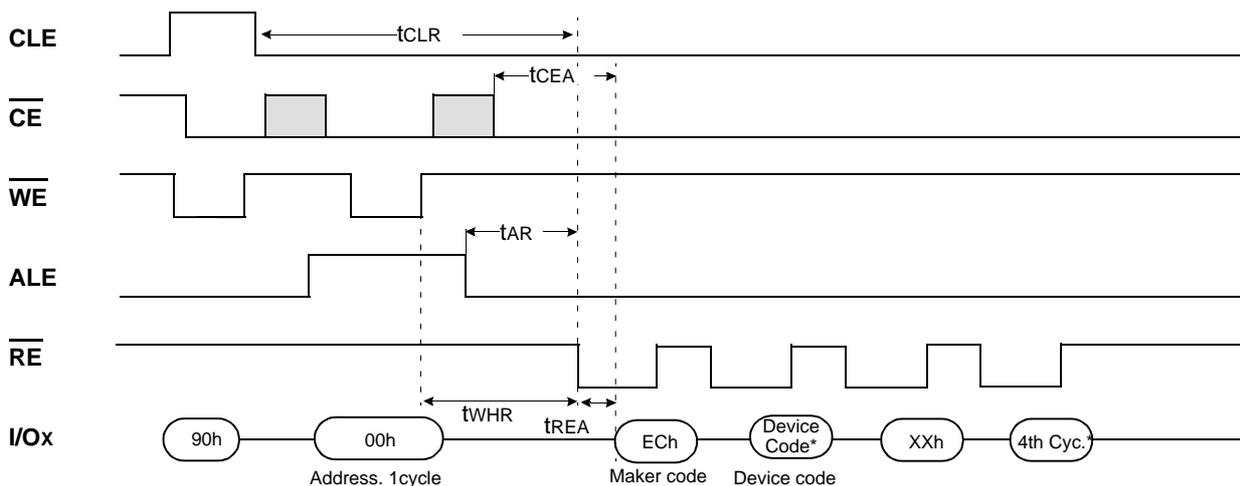 CLE
tCLR
tCEA
CE
WE
tAR
ALE
RE
tWHR
tREA
I/Ox
90h
00h
ECh
Device
Code*
XXh
4th Cyc.*
Address. 1cycle
Maker code
Device code